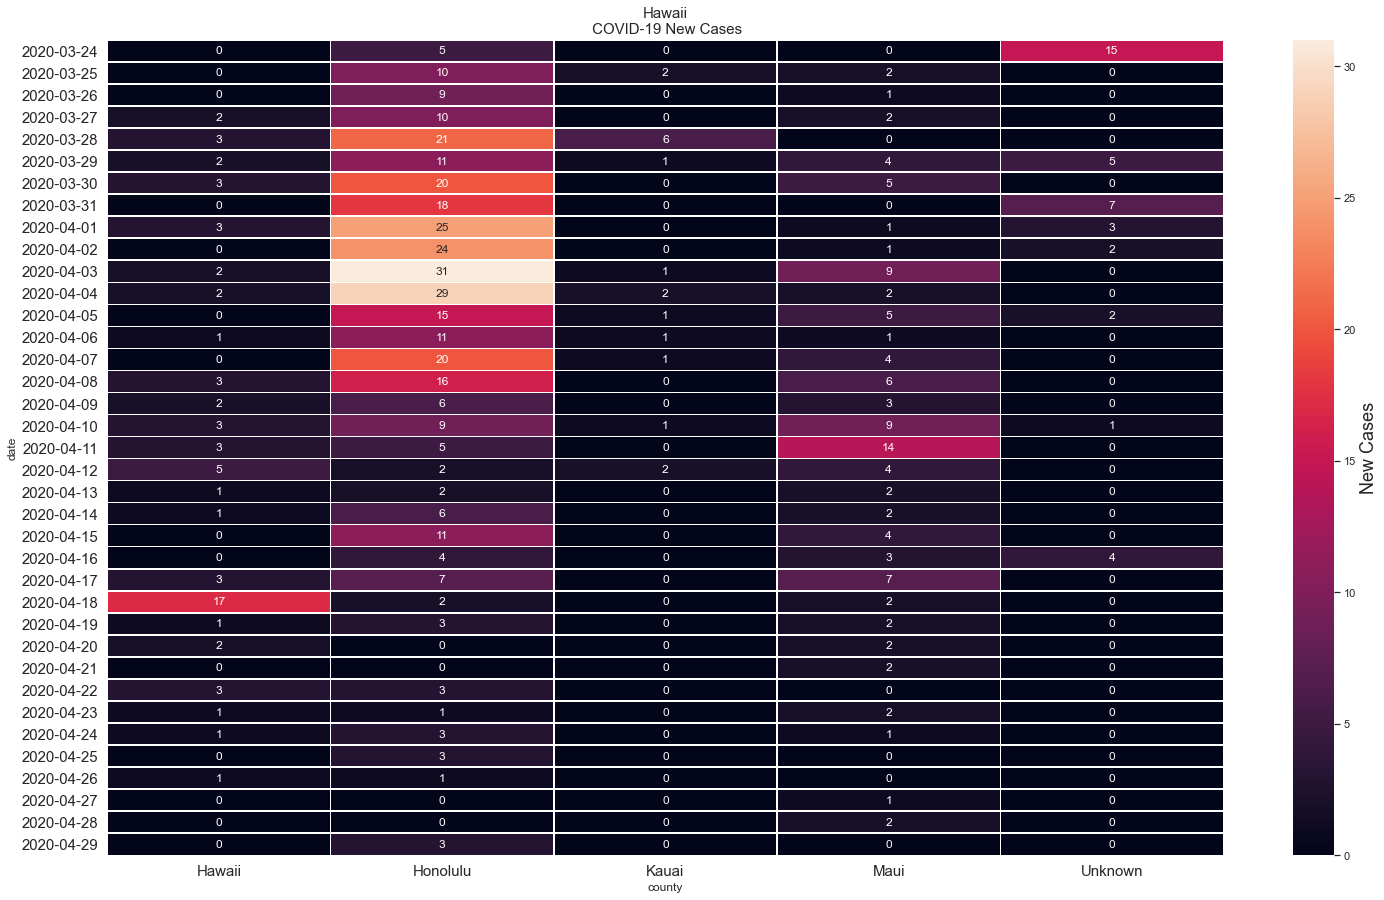 Hawaii
COVID-19 New Cases
2020-03-24 0 5 0 0 15
2020-03-25 0 10 2 2 0
2020-03-26 0 9 0 1 0
2020-03-27 2 10 0 2 0
2020-03-28 3 21 6 0 0
2020-03-29 2 11 1 4 5
2020-03-30 3 20 0 5 0
2020-03-31 0 18 0 0 7
2020-04-01 3 25 0 1 3
2020-04-02 0 24 0 1 2
2020-04-03 2 31 1 9 0
2020-04-04 2 29 2 2 0
2020-04-05 0 15 1 5 2
2020-04-06 1 11 1 1 0
2020-04-07 0 20 1 4 0
2020-04-08 3 16 0 6 0
2020-04-09 2 6 0 3 0
2020-04-10 3 9 1 9 1
2020-04-11 3 5 0 14 0
2020-04-12 5 2 2 4 0
2020-04-13 1 2 0 2 0
2020-04-14 1 6 0 2 0
2020-04-15 0 11 0 4 0
2020-04-16 0 4 0 3 4
2020-04-17 3 7 0 7 0
2020-04-18 17 2 0 2 0
2020-04-19 1 3 0 2 0
2020-04-20 2 0 0 2 0
2020-04-21 0 0 0 2 0
2020-04-22 3 3 0 0 0
2020-04-23 1 1 0 2 0
2020-04-24 1 3 0 1 0
2020-04-25 0 3 0 0 0
2020-04-26 1 1 0 0 0
2020-04-27 0 0 0 1 0
2020-04-28 0 0 0 2 0
2020-04-29 0 3 0 0 0
Hawaii Honolulu Kauai Maui Unknown
county
date
30
25
20
15
10
5
0
New Cases